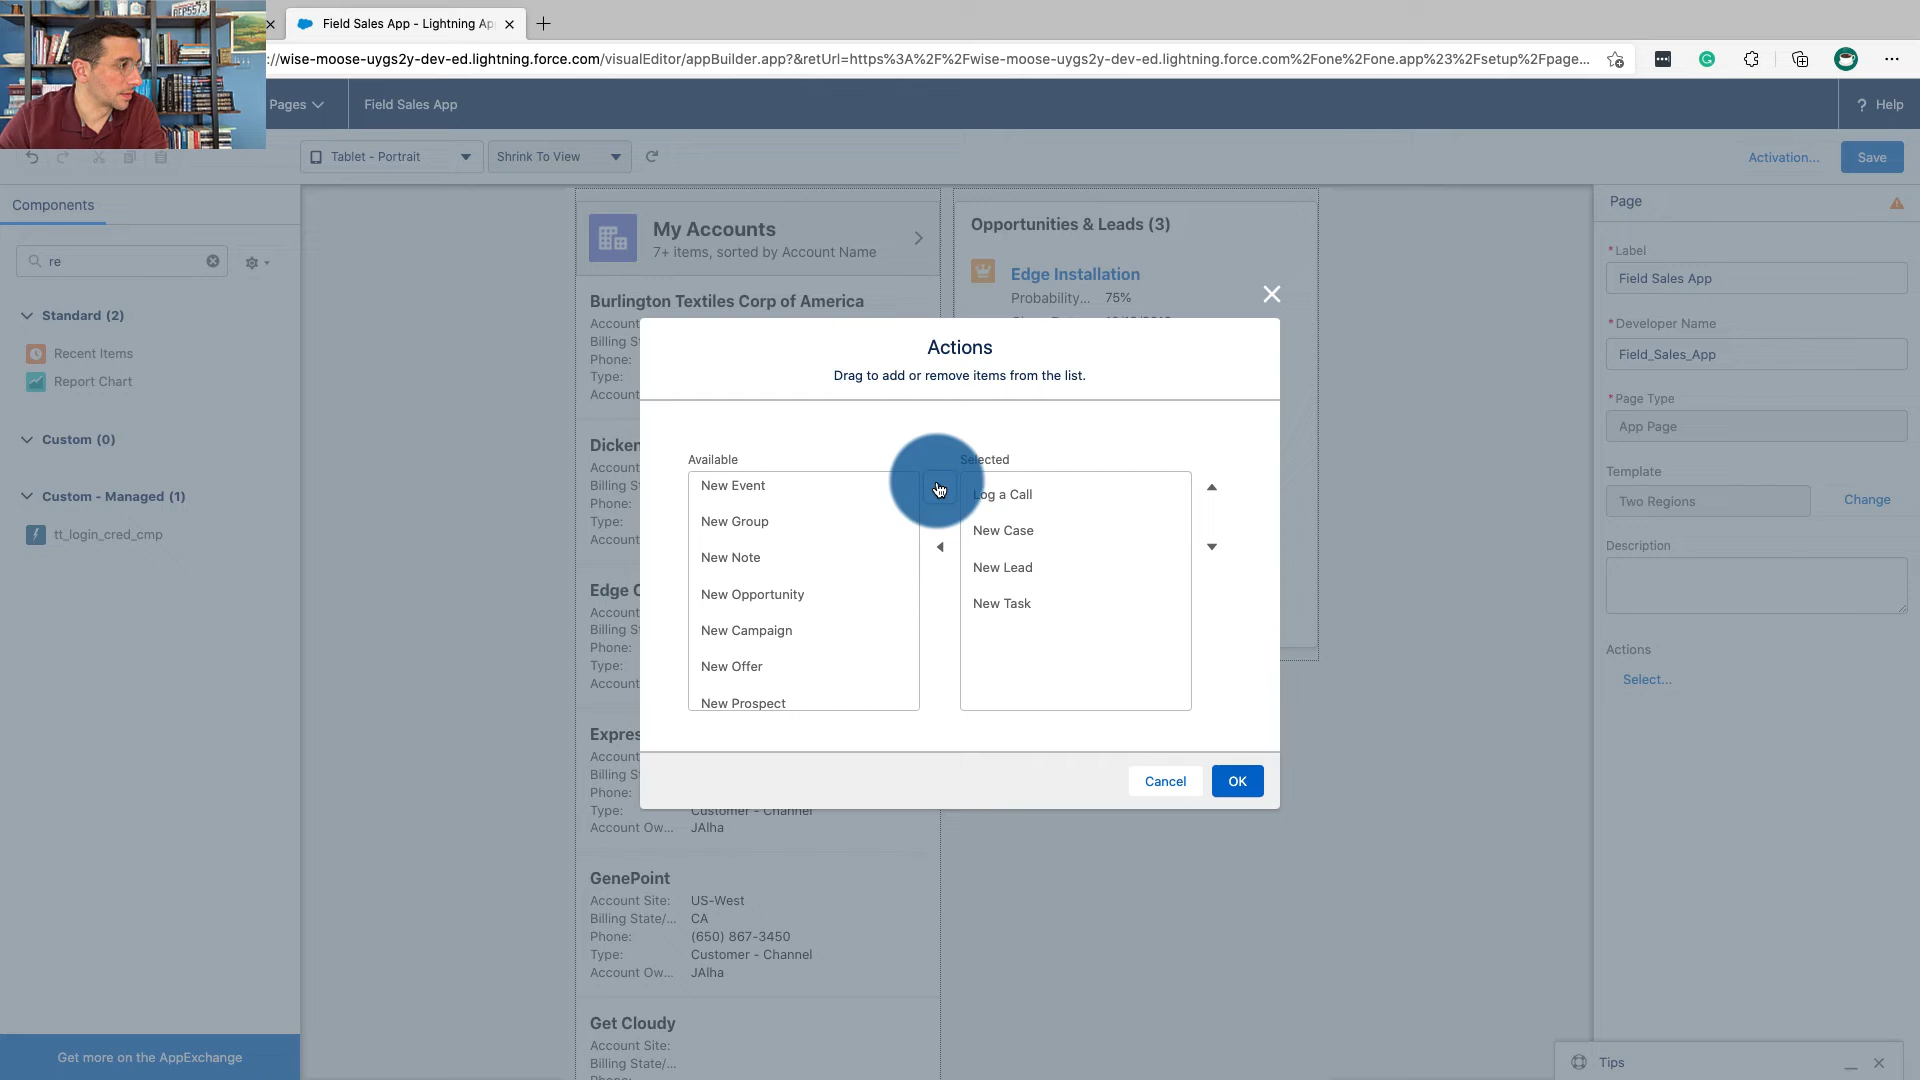 Field Sales App - Lightning Ap
://wise-moose-uygs2y-dev-ed.lightning.force.com/visualEditor/appBuilder.app?&retUrl=https%3A%2F%2Fwise-moose-uygs2y-dev-ed.lightning.force.com%2Fone%2Fone.app%23%2Fsetup%2Fpage...
Pages
Field Sales App
? Help
Tablet - Portrait
Shrink To View
Activation...
Save
Components
re
Standard (2)
Recent Items
Report Chart
Custom (0)
Custom - Managed (1)
tt_login_cred_cmp
Get more on the AppExchange
My Accounts
7+ items, sorted by Account Name
Burlington Textiles Corp of America
Account
Billing S
Phone:
Type:
Account
Dicken
Account
Billing S
Phone:
Type:
Account
Edge C
Account
Billing S
Phone:
Type:
Account
Expres
Account
Billing S
Phone:
Type: Customer - Channel
Account Ow... JAlha
GenePoint
Account Site: US-West
Billing State/... CA
Phone: (650) 867-3450
Type: Customer - Channel
Account Ow... JAlha
Get Cloudy
Account Site:
Billing State/...
Opportunities & Leads (3)
Edge Installation
Probability... 75%
Actions
Drag to add or remove items from the list.
Available
New Event
New Group
New Note
New Opportunity
New Campaign
New Offer
New Prospect
Selected
Log a Call
New Case
New Lead
New Task
Cancel
OK
Page
*Label
Field Sales App
*Developer Name
Field_Sales_App
*Page Type
App Page
Template
Two Regions
Change
Description
Actions
Select...
Tips